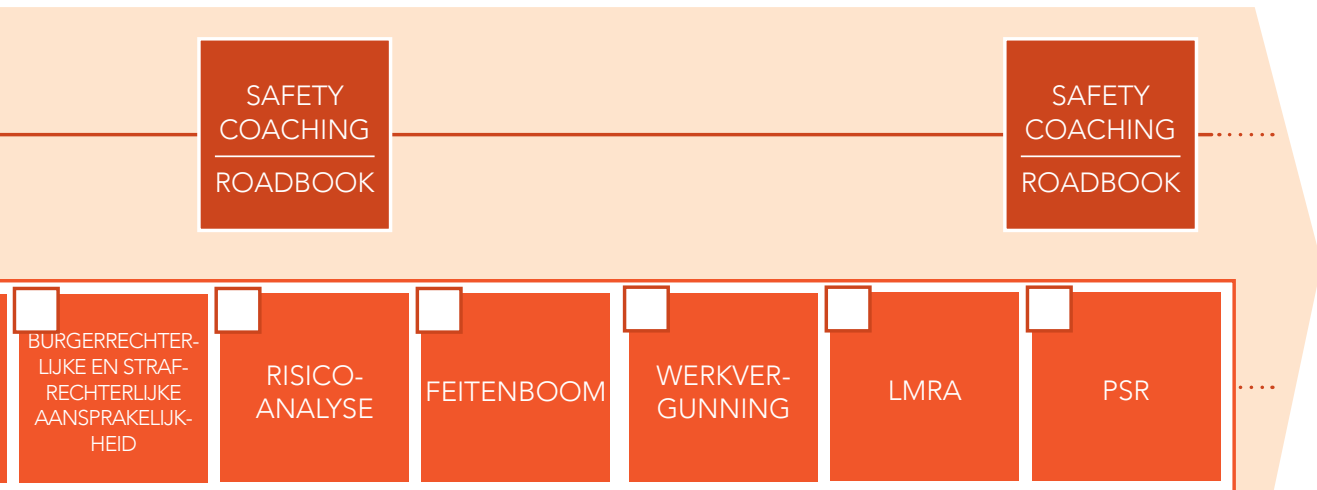 SAFETY
COACHING
ROADBOOK
SAFETY
COACHING
ROADBOOK
BURGERRECHTER-
LIJKE EN STRAF-
RECHTERLIJKE
AANSPRAKELIJK-
HEID
RISICO-
ANALYSE
FEITENBOOM
WERKVER-
GUNNING
LMRA
PSR